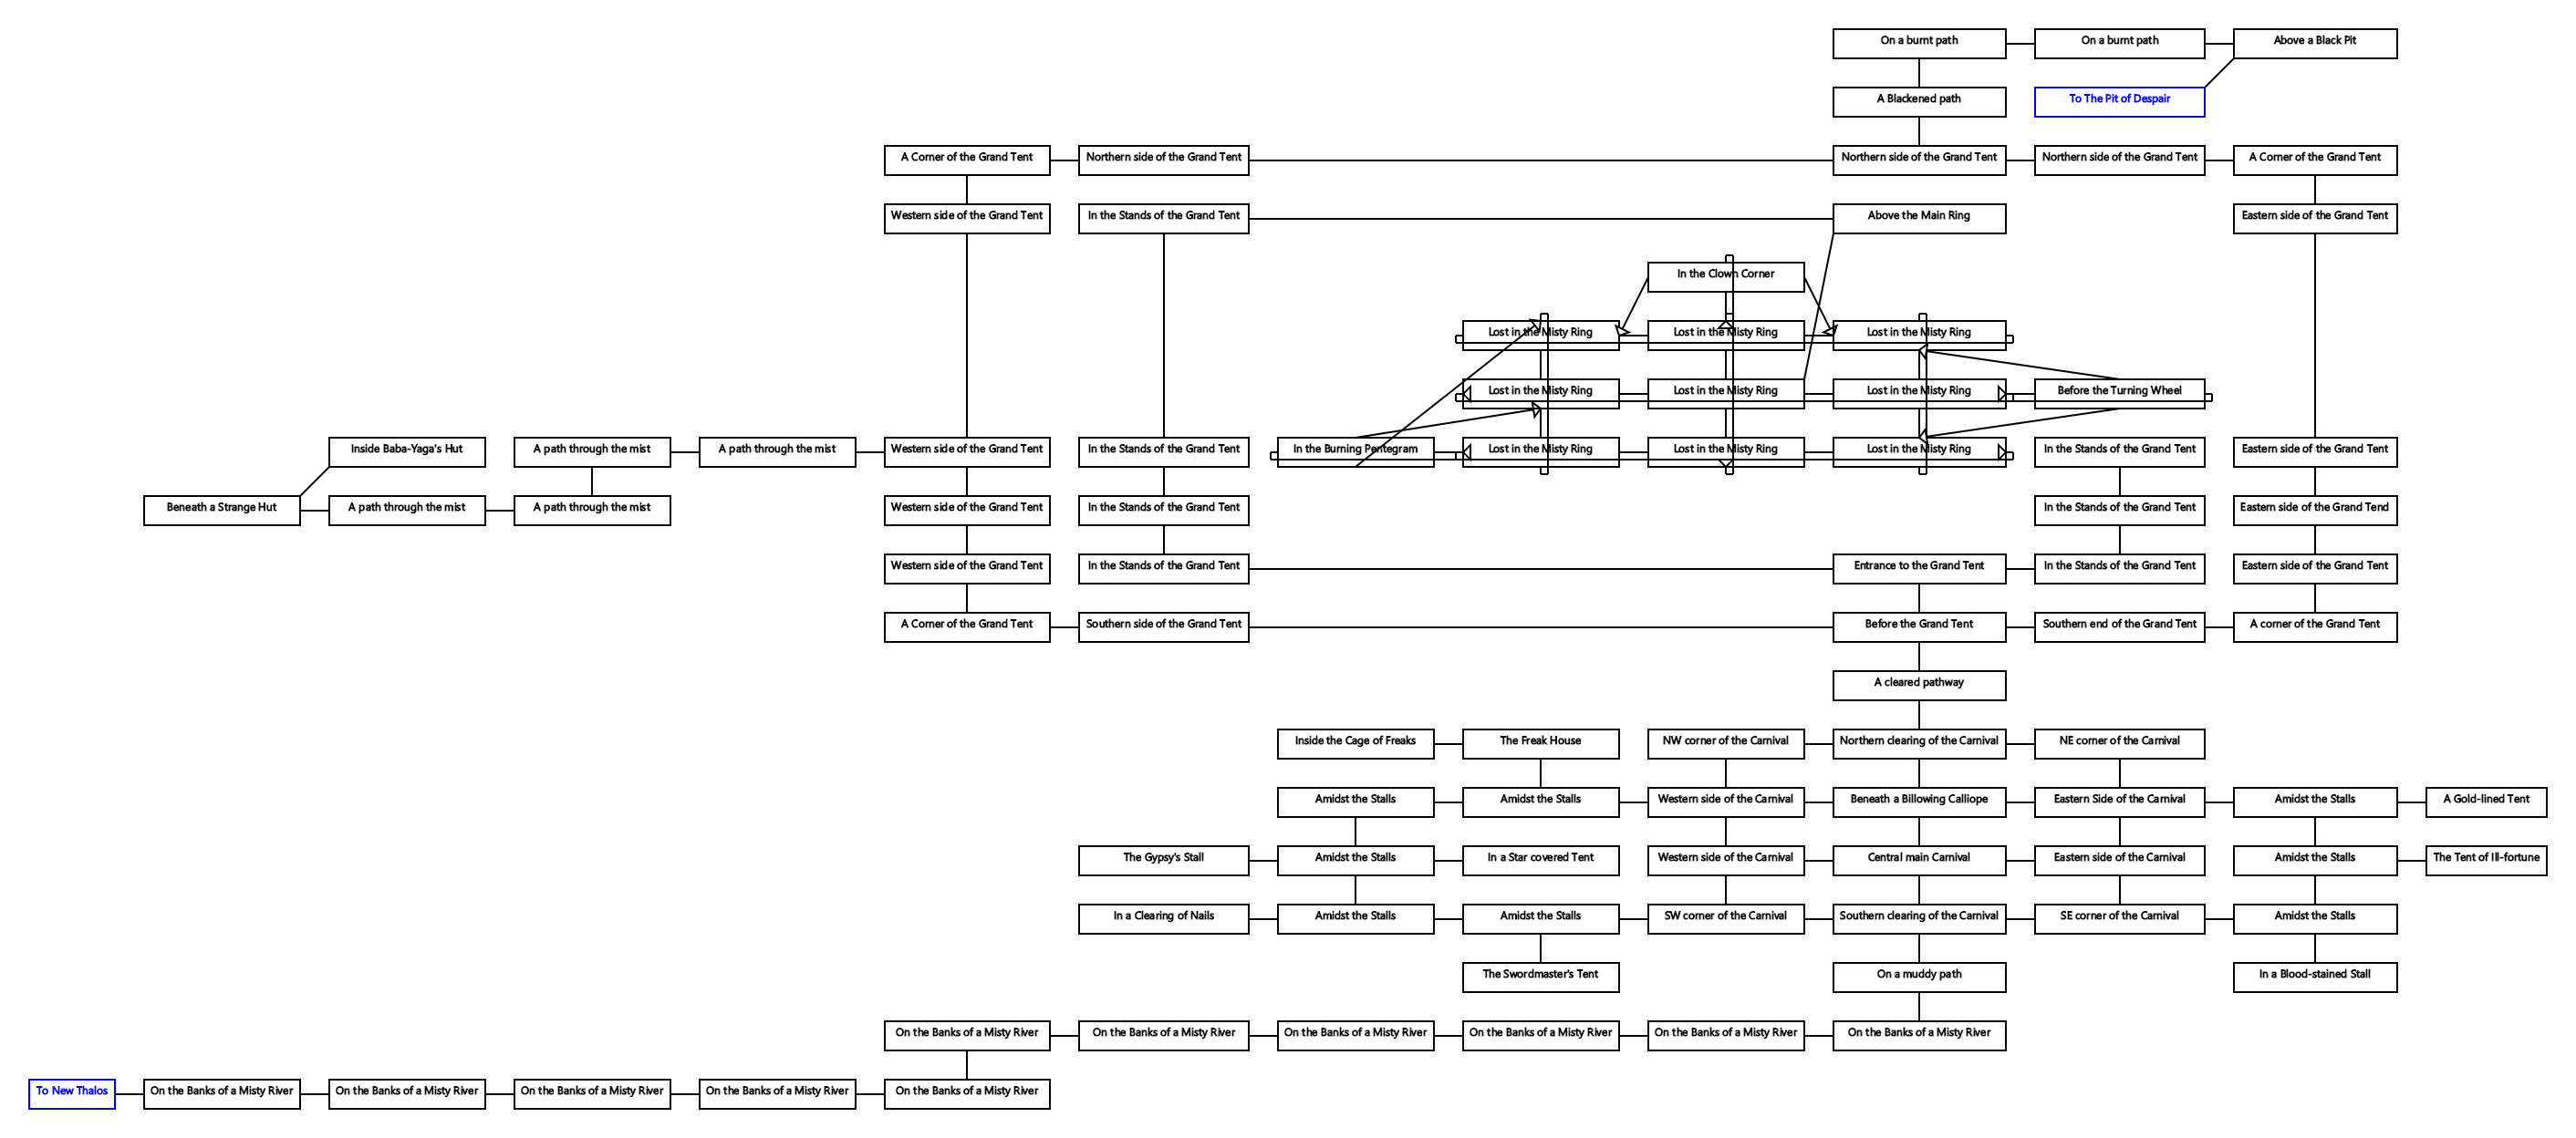 On a burnt path
On a burnt path
Above a Black Pit
A Blackened path
To The Pit of Despair
A Corner of the Grand Tent
Northern side of the Grand Tent
Northern side of the Grand Tent
Northern side of the Grand Tent
A Corner of the Grand Tent
Western side of the Grand Tent
In the Stands of the Grand Tent
Above the Main Ring
Eastern side of the Grand Tent
In the Clown Corner
Lost in the Misty Ring
Lost in the Misty Ring
Lost in the Misty Ring
Lost in the Misty Ring
Lost in the Misty Ring
Lost in the Misty Ring
Before the Turning Wheel
Inside Baba-Yaga's Hut
A path through the mist
A path through the mist
Western side of the Grand Tent
In the Stands of the Grand Tent
In the Burning Pentegram
Lost in the Misty Ring
Lost in the Misty Ring
Lost in the Misty Ring
In the Stands of the Grand Tent
Eastern side of the Grand Tent
Beneath a Strange Hut
A path through the mist
A path through the mist
Western side of the Grand Tent
In the Stands of the Grand Tent
In the Stands of the Grand Tent
Eastern side of the Grand Tend
Western side of the Grand Tent
In the Stands of the Grand Tent
Entrance to the Grand Tent
In the Stands of the Grand Tent
Eastern side of the Grand Tent
A Corner of the Grand Tent
Southern side of the Grand Tent
Before the Grand Tent
Southern end of the Grand Tent
A corner of the Grand Tent
A cleared pathway
Inside the Cage of Freaks
The Freak House
NW corner of the Carnival
Northern clearing of the Carnival
NE corner of the Carnival
Amidst the Stalls
Amidst the Stalls
Western side of the Carnival
Beneath a Billowing Calliope
Eastern Side of the Carnival
Amidst the Stalls
A Gold-lined Tent
The Gypsy's Stall
Amidst the Stalls
In a Star covered Tent
Western side of the Carnival
Central main Carnival
Eastern side of the Carnival
Amidst the Stalls
The Tent of Ill-fortune
In a Clearing of Nails
Amidst the Stalls
Amidst the Stalls
SW corner of the Carnival
Southern clearing of the Carnival
SE corner of the Carnival
Amidst the Stalls
The Swordmaster's Tent
On a muddy path
In a Blood-stained Stall
On the Banks of a Misty River
On the Banks of a Misty River
On the Banks of a Misty River
On the Banks of a Misty River
On the Banks of a Misty River
On the Banks of a Misty River
To New Thalos
On the Banks of a Misty River
On the Banks of a Misty River
On the Banks of a Misty River
On the Banks of a Misty River
On the Banks of a Misty River